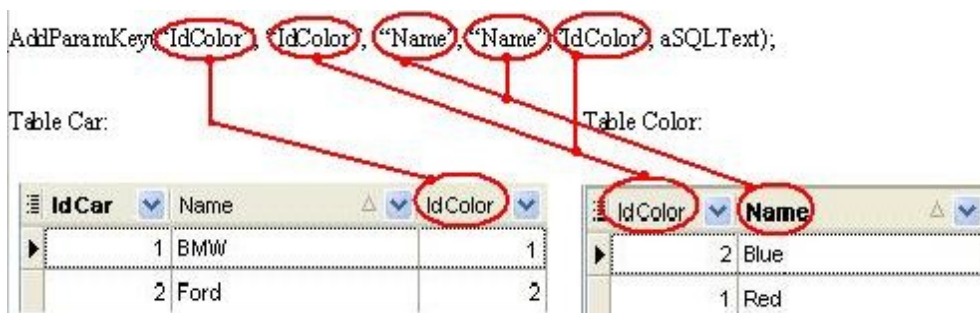 AddParamKey(“IdColor”, “IdColor”, “Name”, “Name”, “IdColor”, aSQLText);
Table Car: Table Color:
IdCar Name IdColor IdColor Name
1 BMW 1 2 Blue
2 Ford 2 1 Red